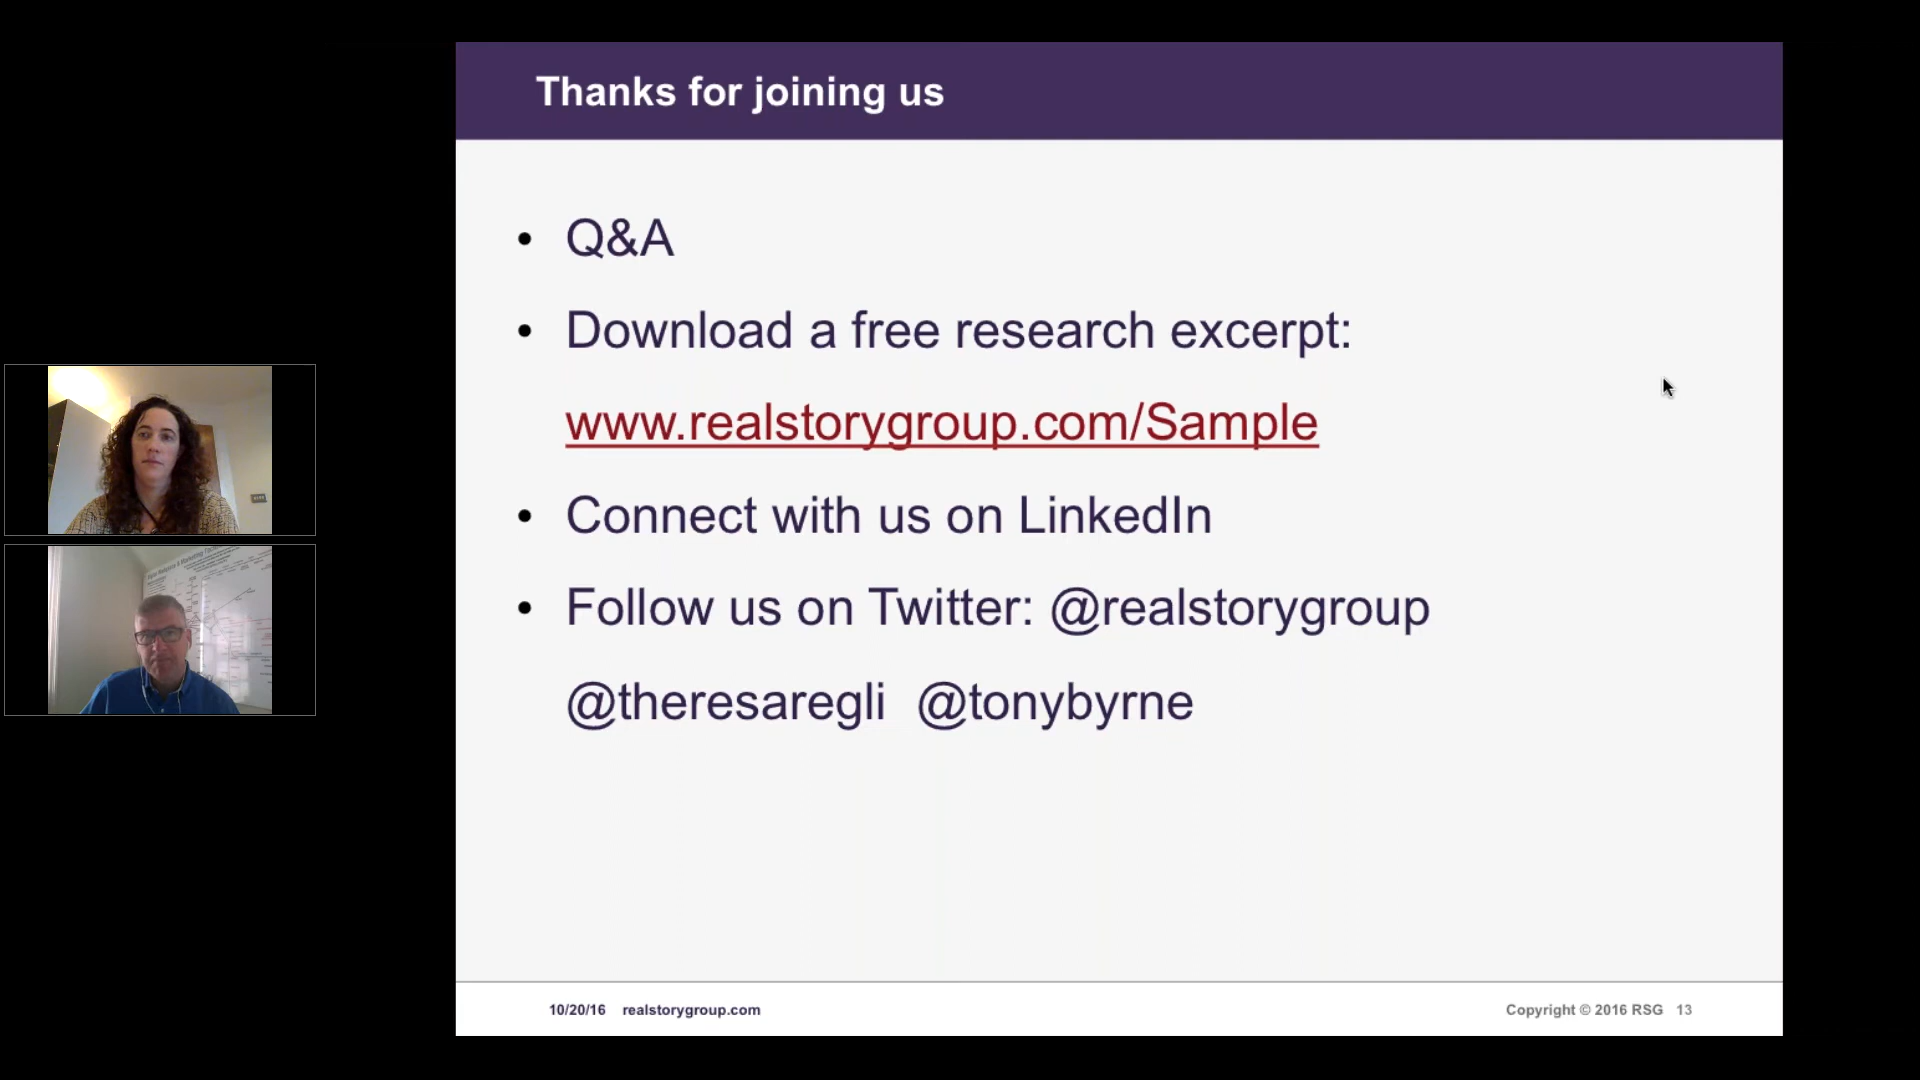 Thanks for joining us
• Q&A
• Download a free research excerpt:
www.realstorygroup.com/Sample
• Connect with us on LinkedIn
• Follow us on Twitter: @realstorygroup
@theresaregli @tonybyrne
10/20/16 realstorygroup.com
Copyright © 2016 RSG 13